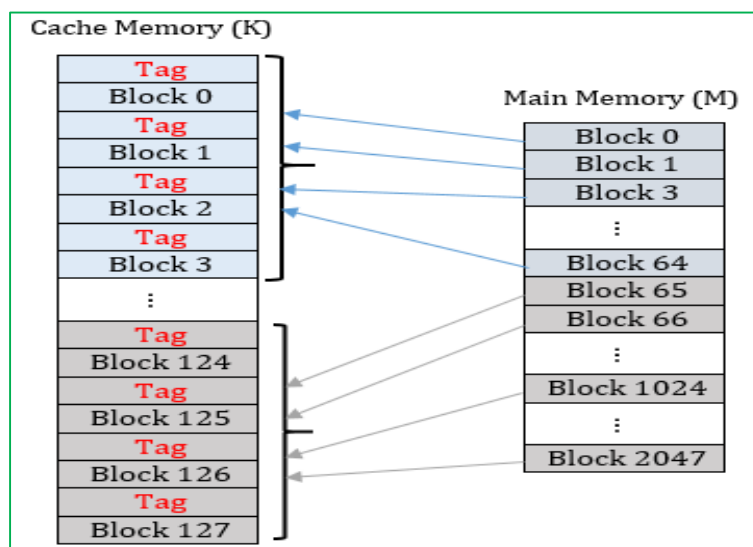 Cache Memory (K)
Tag
Block 0
Tag
Block 1
Tag
Block 2
Tag
Block 3
⋮
Tag
Block 124
Tag
Block 125
Tag
Block 126
Tag
Block 127
Main Memory (M)
Block 0
Block 1
Block 3
⋮
Block 64
Block 65
Block 66
⋮
Block 1024
⋮
Block 2047